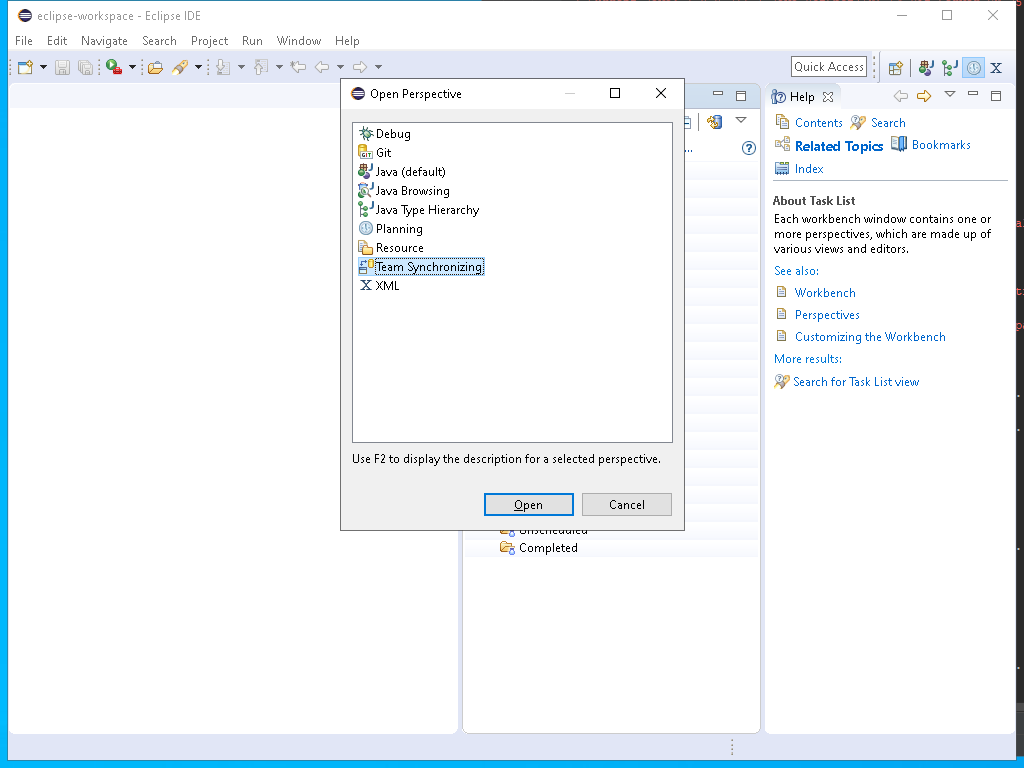 eclipse-workspace - Eclipse IDE
File Edit Navigate Search Project Run Window Help
Quick Access
X
Open Perspective
Debug
GIT Git
Java (default)
Java Browsing
Java Type Hierarchy
Planning
Resource
Team Synchronizing
X XML
Use F2 to display the description for a selected perspective.
Open Cancel
...
Unscheduled
Completed
Help
Contents Search
Related Topics Bookmarks
Index
About Task List
Each workbench window contains one or
more perspectives, which are made up of
various views and editors.
See also:
Workbench
Perspectives
Customizing the Workbench
More results:
Search for Task List view